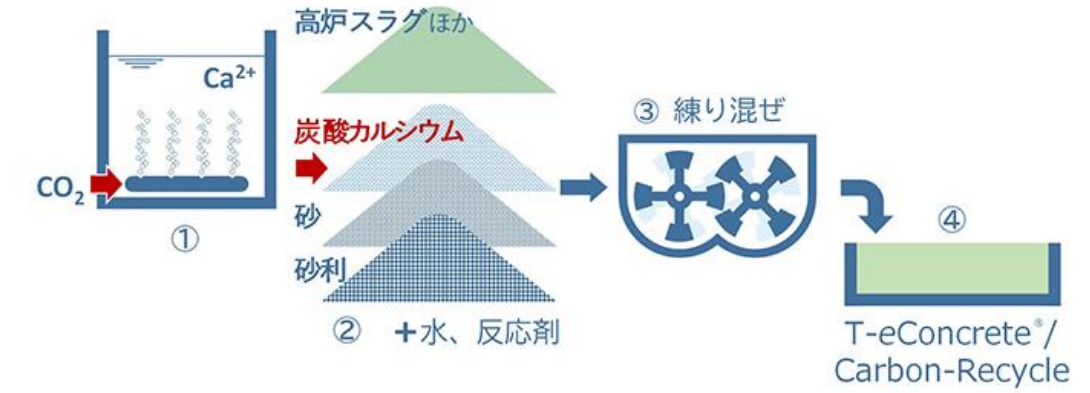 Ca²⁺
CO₂
①
高炉スラグほか
炭酸カルシウム
砂
砂利
② +水、反応剤
③ 練り混ぜ
④
T-eConcrete®/
Carbon-Recycle